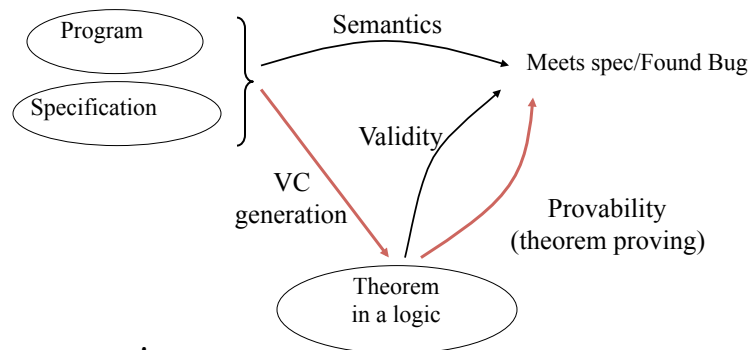 Program
Specification
Semantics
Meets spec/Found Bug
Validity
VC
generation
Provability
(theorem proving)
Theorem
in a logic